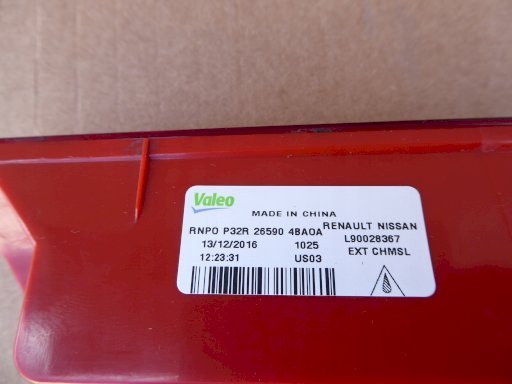 Valeo
MADE IN CHINA
RNPO P32R 26590 4BA0A RENAULT NISSAN
13/12/2016 1025 L90028367
12:23:31 US03 EXT CHMSL